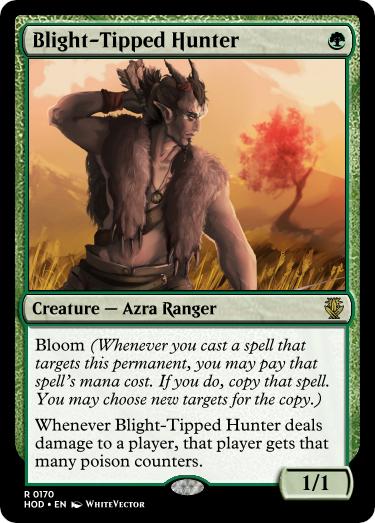 Blight-Tipped Hunter
Creature — Azra Ranger
Bloom (Whenever you cast a spell that
targets this permanent, you may pay that
spell's mana cost. If you do, copy that spell.
You may choose new targets for the copy.)
Whenever Blight-Tipped Hunter deals
damage to a player, that player gets that
many poison counters.
1/1
R 0170
HOD • EN WhiteVector